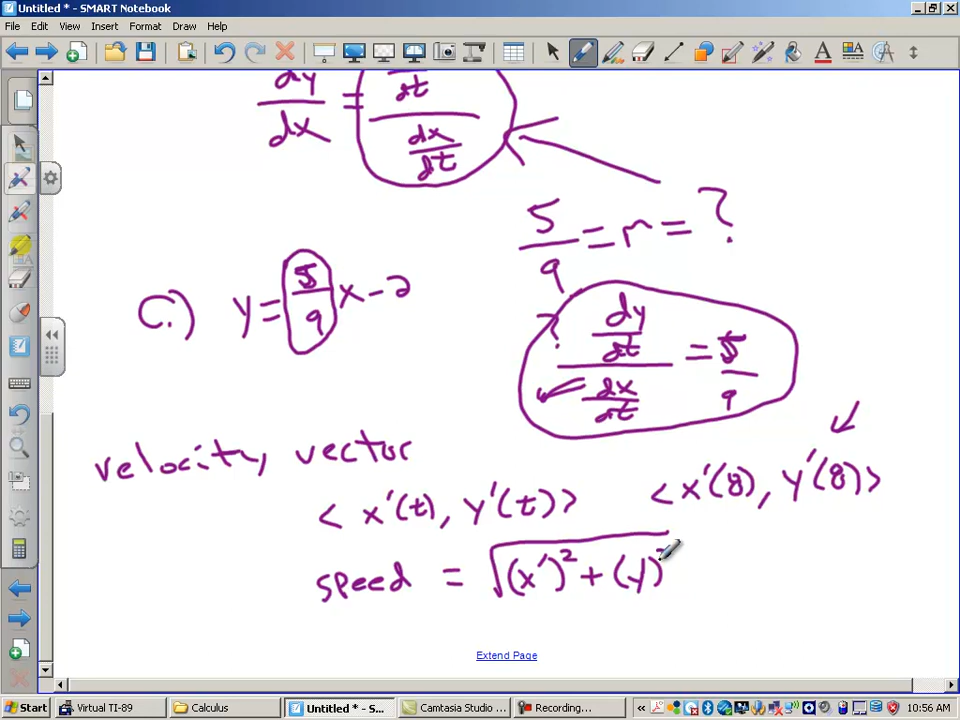 Untitled * - SMART Notebook
File Edit View Insert Format Draw Help
dy/dx = dt / dx/dt
5/9 = r = ?
C.) y = 5/9 x - 2
? dy/dt / dx/dt = 5/9
velocity vector
< x'(t), y'(t) > < x'(8), y'(8) >
speed = √(x')² + (y)²
Extend Page
Start Virtual TI-89 Calculus Untitled * - S... Camtasia Studio ... Recording... « 10:56 AM